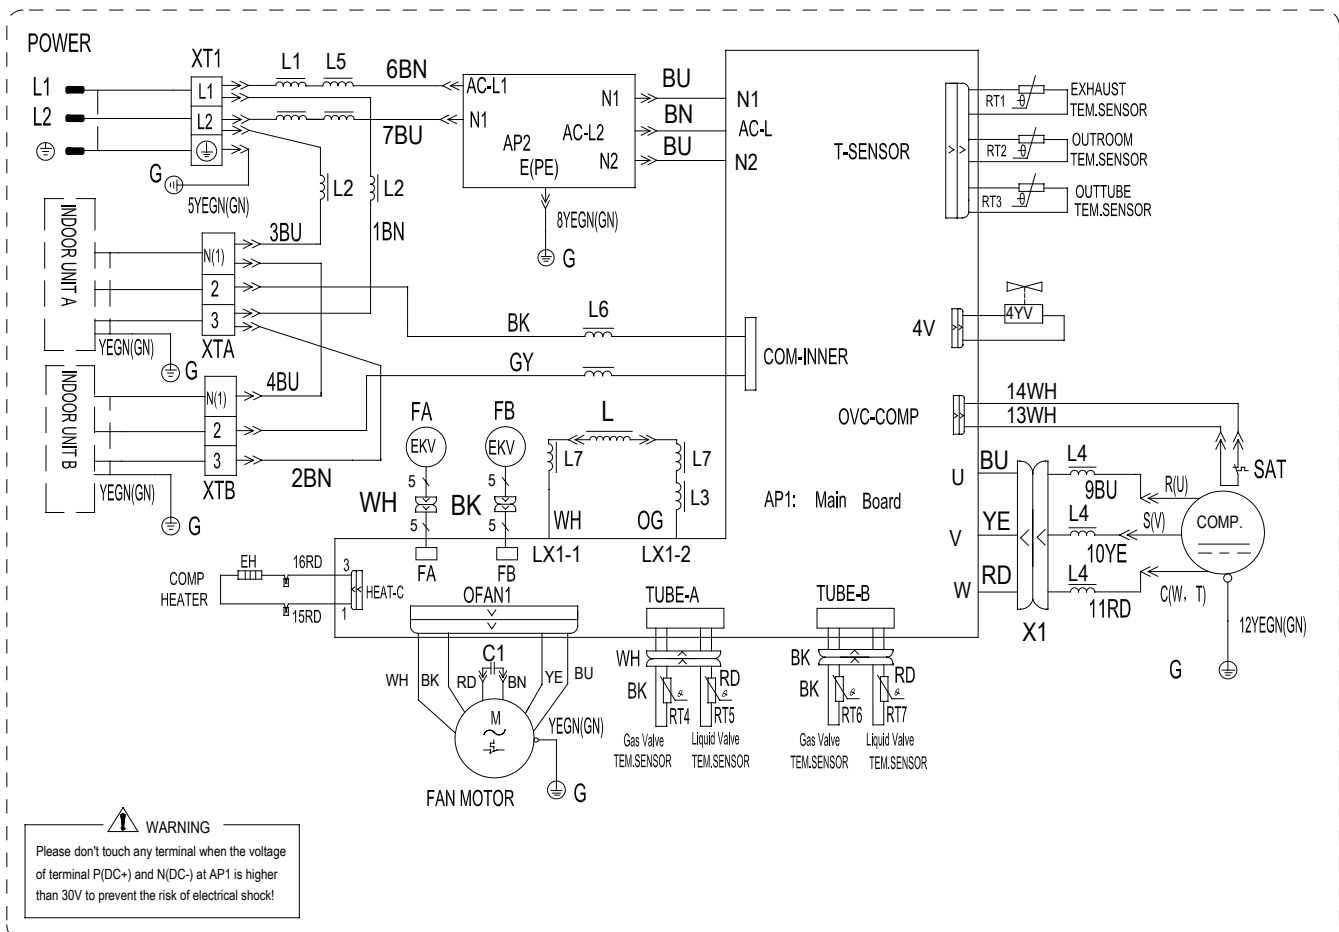 POWER
XT1
L1
L5
6BN
AC-L1
BU
L1
L1
N1
N1
BN
L2
L2
N1
AC-L2
AC-L
7BU
AP2
BU
N2
N2
E(PE)
G
5YEGN(GN)
L2
L2
8YEGN(GN)
G
T-SENSOR
RT1
θ
EXHAUST
TEM.SENSOR
RT2
θ
OUTROOM
TEM.SENSOR
RT3
θ
OUTTUBE
TEM.SENSOR
INDOOR UNIT A
3BU
1BN
N(1)
2
3
XTA
YEGN(GN)
G
BK
L6
GY
COM-INNER
4V
4YV
INDOOR UNIT B
4BU
N(1)
2
3
XTB
2BN
YEGN(GN)
G
FA
FB
EKV
EKV
5
5
WH
BK
5
5
FA
FB
L
L7
L7
L3
WH
OG
LX1-1
LX1-2
AP1: Main Board
OVC-COMP
14WH
13WH
SAT
U
BU
L4
9BU
R(U)
V
YE
L4
10YE
S(V)
COMP.
W
RD
L4
11RD
C(W, T)
X1
12YEGN(GN)
G
COMP
HEATER
EH
16RD
3
HEAT-C
15RD
1
OFAN1
WH
BK
RD
C1
BN
YE
BU
M
YEGN(GN)
G
FAN MOTOR
TUBE-A
WH
BK
RD
RT4
RT5
Gas Valve
TEM.SENSOR
Liquid Valve
TEM.SENSOR
TUBE-B
BK
BK
RD
RT6
RT7
Gas Valve
TEM.SENSOR
Liquid Valve
TEM.SENSOR
WARNING
Please don't touch any terminal when the voltage
of terminal P(DC+) and N(DC-) at AP1 is higher
than 30V to prevent the risk of electrical shock!